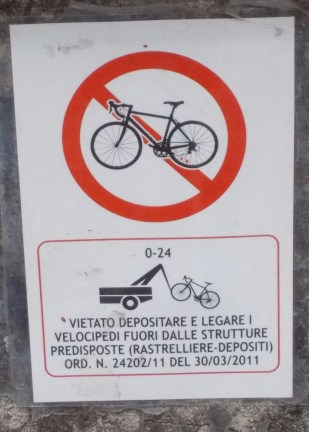 0-24
VIETATO DEPOSITARE E LEGARE I
VELOCIPEDI FUORI DALLE STRUTTURE
PREDISPOSTE (RASTRELLIERE-DEPOSITI)
ORD. N. 24202/11 DEL 30/03/2011